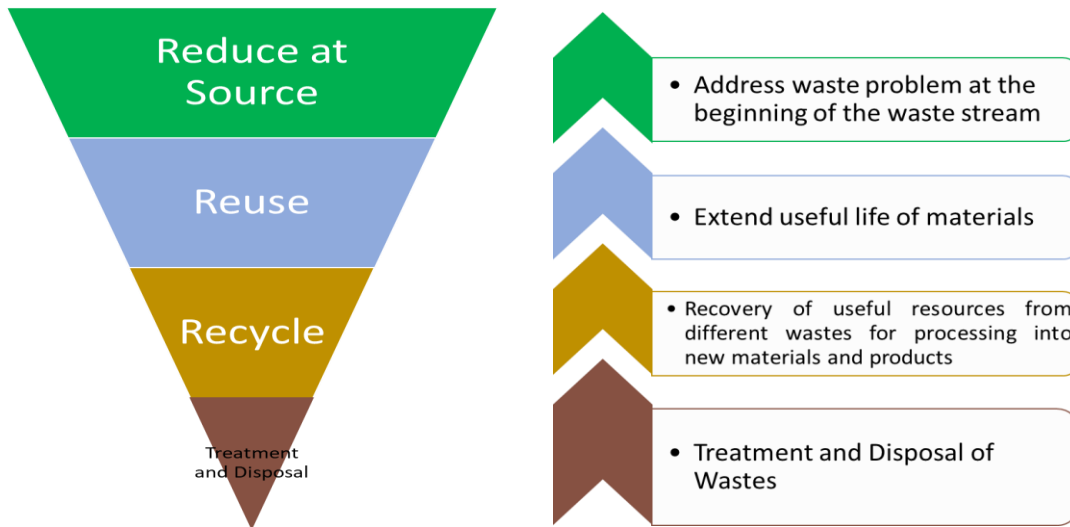 Reduce at
Source
Reuse
Recycle
Treatment
and Disposal
• Address waste problem at the
beginning of the waste stream
• Extend useful life of materials
• Recovery of useful resources from
different wastes for processing into
new materials and products
• Treatment and Disposal of
Wastes